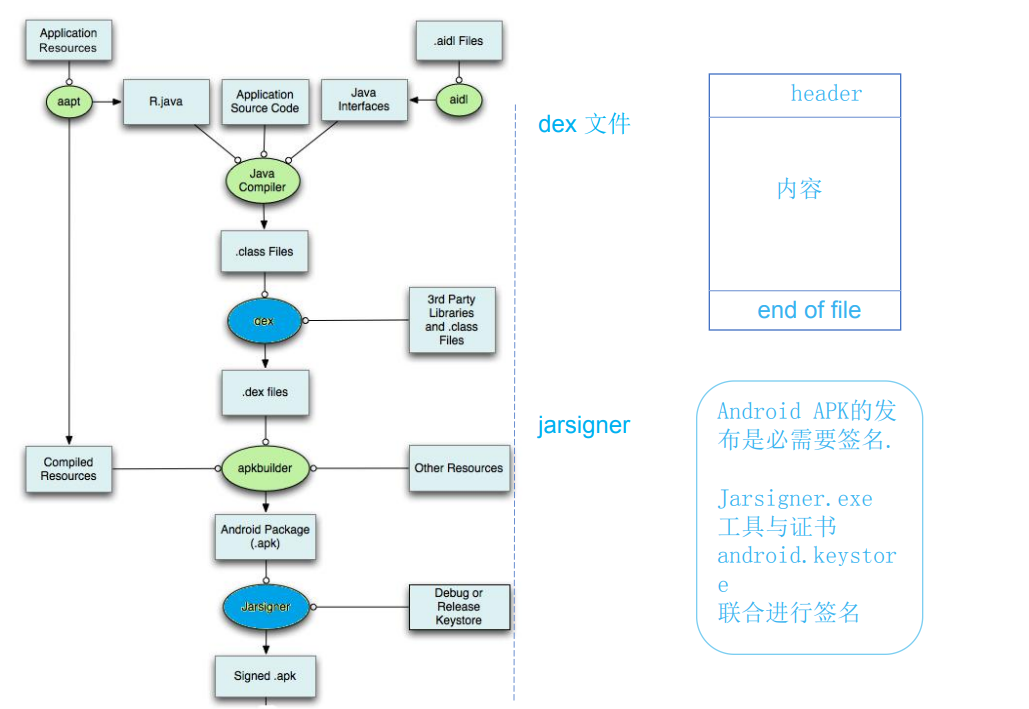 Application
Resources
.aidl Files
aapt
R.java
Application
Source Code
Java
Interfaces
aidl
Java
Compiler
.class Files
dex
3rd Party
Libraries
and .class
Files
.dex files
Compiled
Resources
apkbuilder
Other Resources
Android Package
(.apk)
Jarsigner
Debug or
Release
Keystore
Signed .apk
dex 文件
header
内容
end of file
jarsigner
Android APK的发
布是必需要签名.
Jarsigner.exe
工具与证书
android.keystor
e
联合进行签名